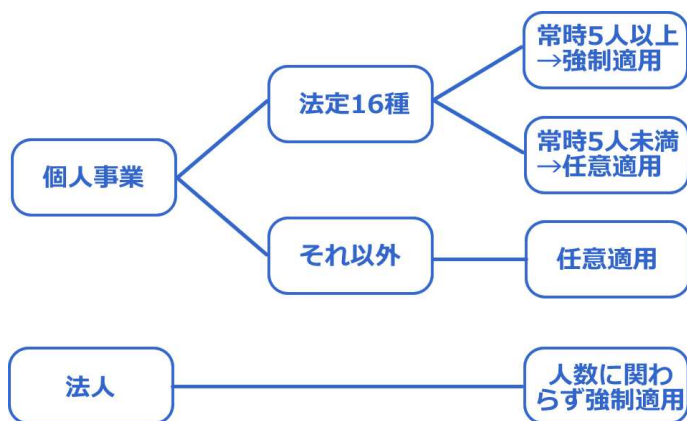 個人事業
法定16種
常時5人以上
→強制適用
常時5人未満
→任意適用
それ以外
任意適用
法人
人数に関わ
らず強制適用